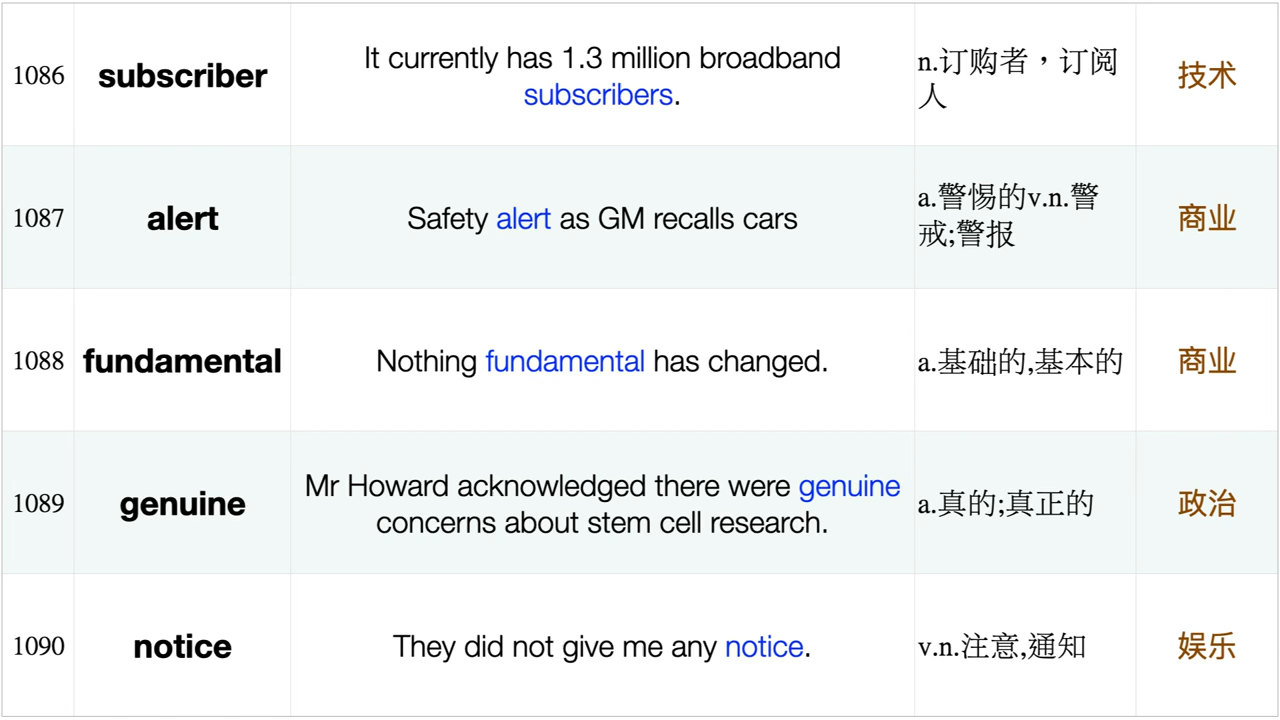 1086 subscriber It currently has 1.3 million broadband n.订购者，订阅 技术
subscribers. 人
1087 alert Safety alert as GM recalls cars a.警惕的v.n.警 商业
戒;警报
1088 fundamental Nothing fundamental has changed. a.基础的,基本的 商业
1089 genuine Mr Howard acknowledged there were genuine a.真的;真正的 政治
concerns about stem cell research.
1090 notice They did not give me any notice. v.n.注意,通知 娱乐